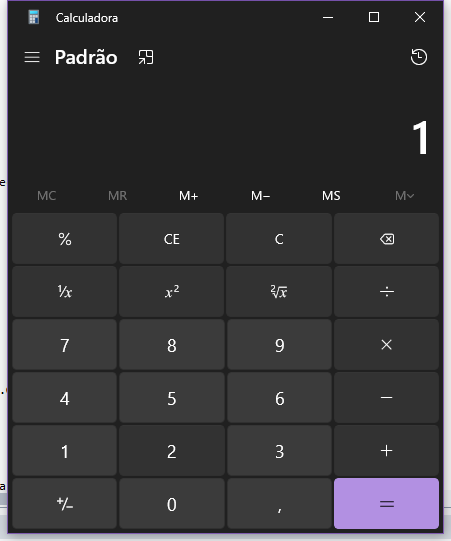 Calculadora
Padrão
1
MC MR M+ M− MS M
% CE C
¹/x x² ²√x ÷
7 8 9 ×
4 5 6 −
1 2 3 +
+/− 0 , =
e
a